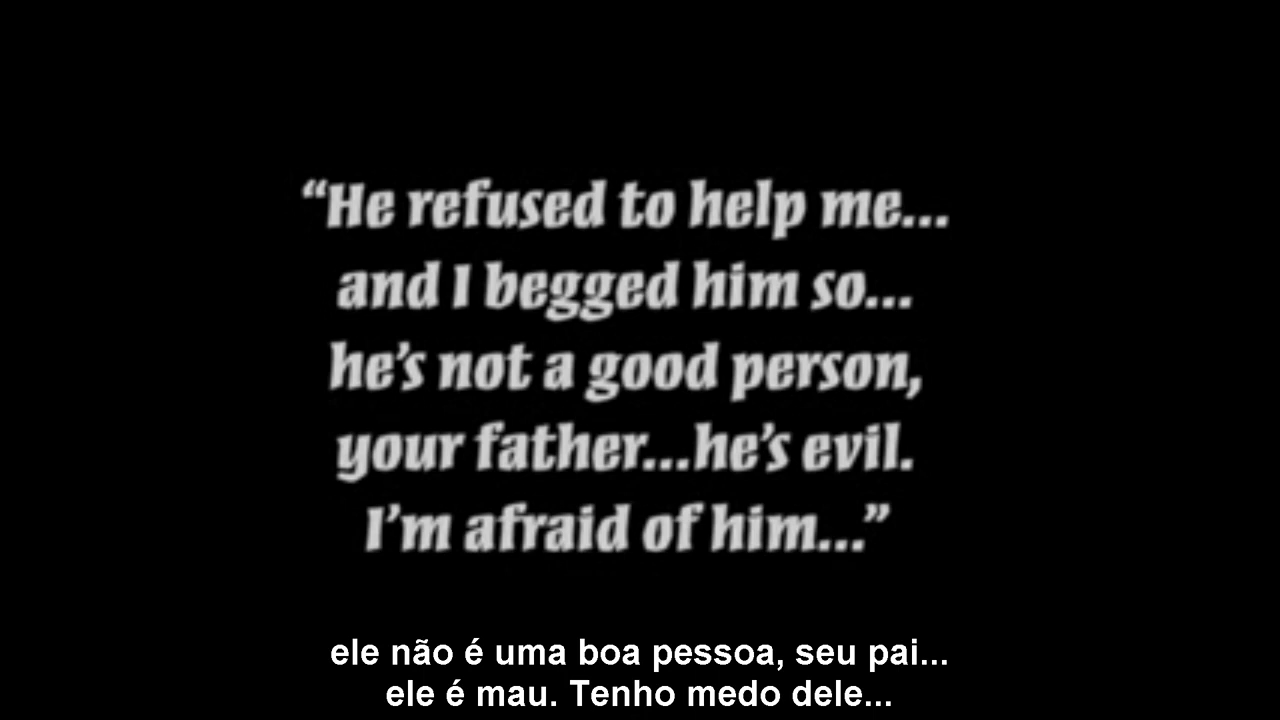 “He refused to help me...
and I begged him so...
he’s not a good person,
your father...he’s evil.
I’m afraid of him...”
ele não é uma boa pessoa, seu pai...
ele é mau. Tenho medo dele...